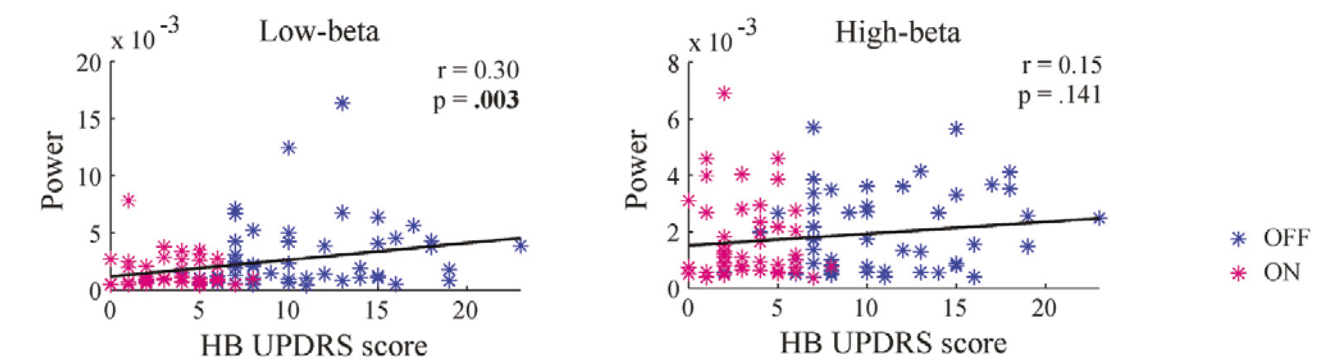 x 10⁻³
Low-beta
r = 0.30
p = .003
20
15
10
5
0
Power
0 5 10 15 20
HB UPDRS score
x 10⁻³
High-beta
r = 0.15
p = .141
8
6
4
2
0
Power
0 5 10 15 20
HB UPDRS score
OFF
ON